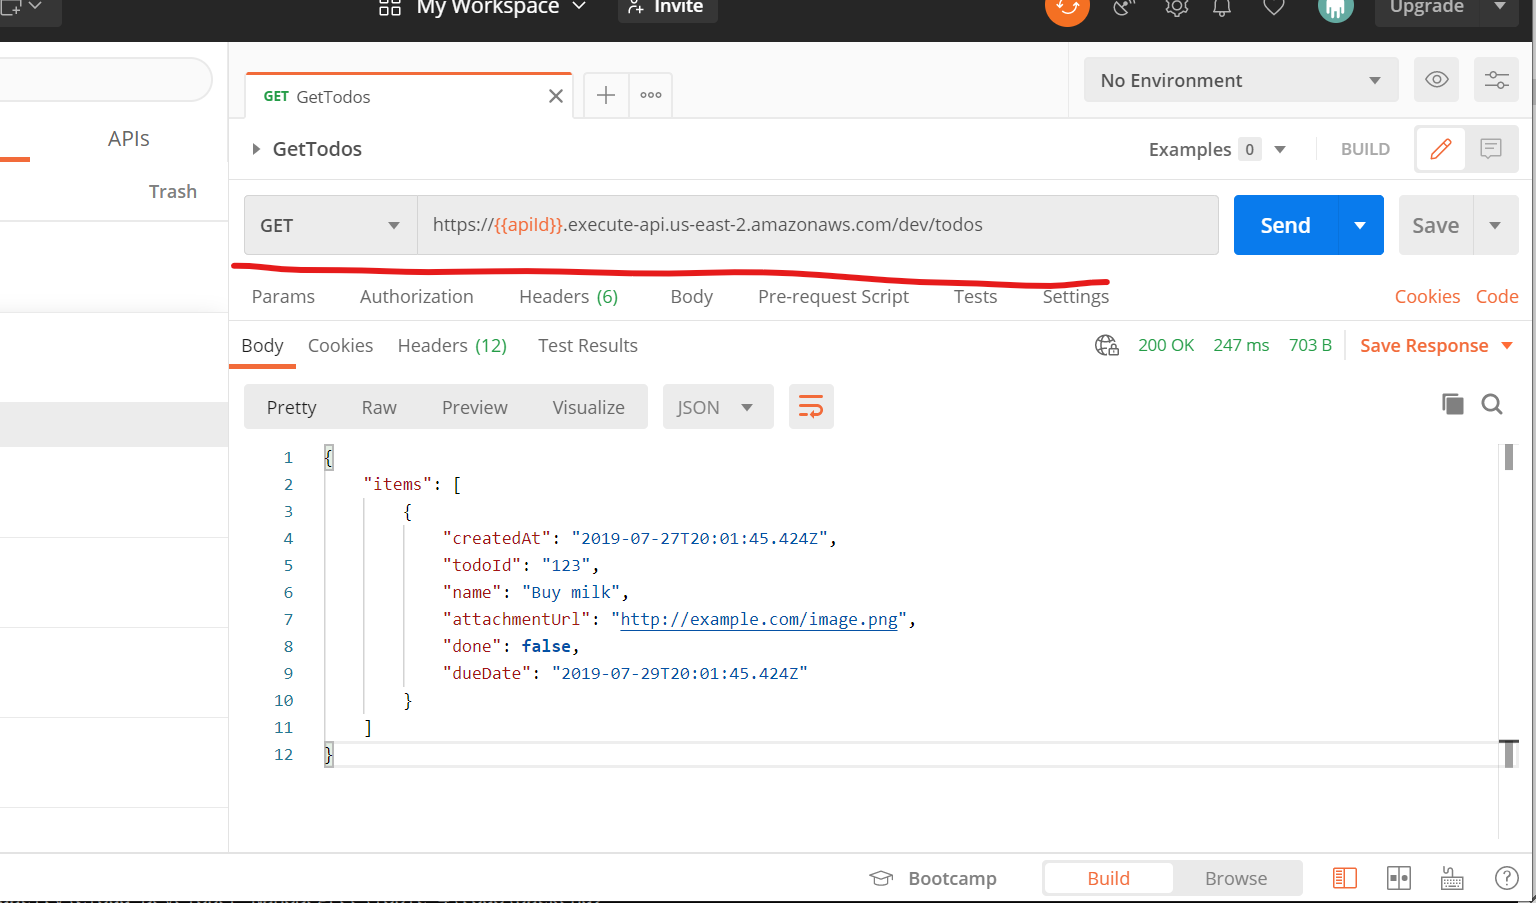 My Workspace
Invite
Upgrade
GET GetTodos
No Environment
APIs
GetTodos
Examples 0
BUILD
Trash
GET
https://{{apiId}}.execute-api.us-east-2.amazonaws.com/dev/todos
Send
Save
Params Authorization Headers (6) Body Pre-request Script Tests Settings
Cookies Code
Body Cookies Headers (12) Test Results
200 OK 247 ms 703 B Save Response
Pretty Raw Preview Visualize JSON
1 {
2 "items": [
3 {
4 "createdAt": "2019-07-27T20:01:45.424Z",
5 "todoId": "123",
6 "name": "Buy milk",
7 "attachmentUrl": "http://example.com/image.png",
8 "done": false,
9 "dueDate": "2019-07-29T20:01:45.424Z"
10 }
11 ]
12 }
Bootcamp Build Browse